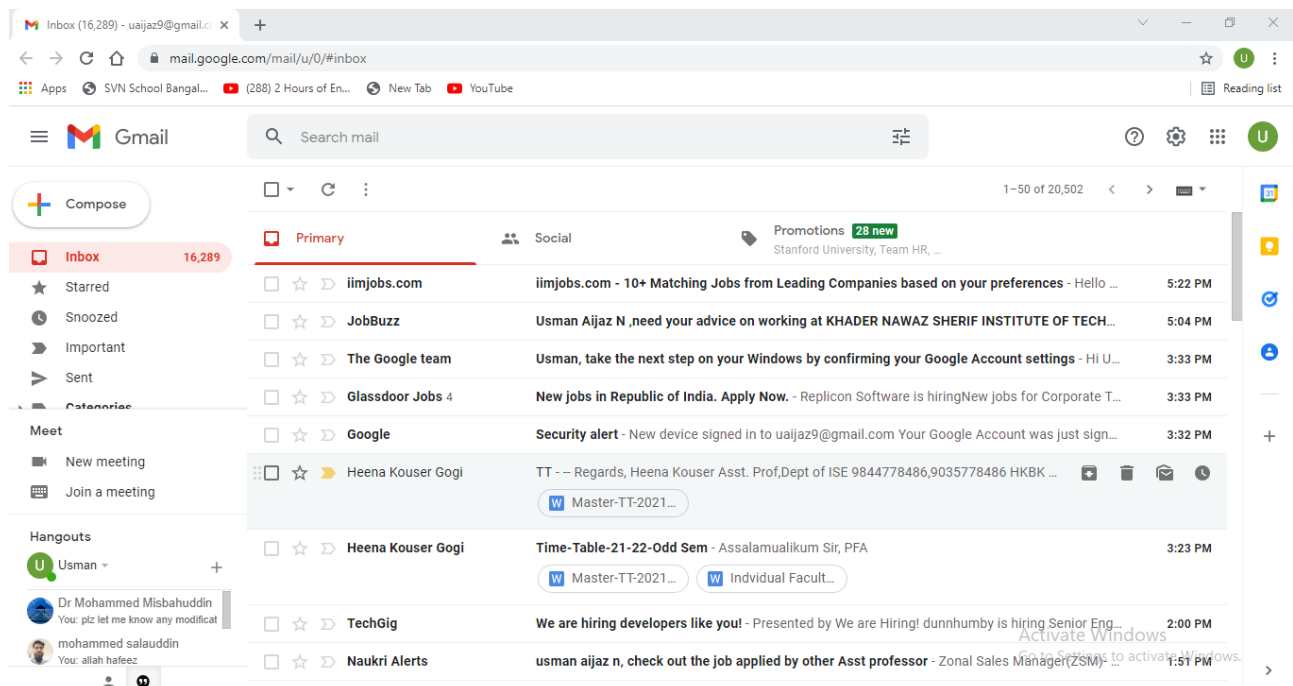 Inbox (16,289) - uaijaz9@gmail.c
mail.google.com/mail/u/0/#inbox
U
Apps SVN School Bangal... (288) 2 Hours of En... New Tab YouTube Reading list
Gmail Search mail U
Compose 1–50 of 20,502
31
Primary Social Promotions 28 new
Stanford University, Team HR, ...
Inbox 16,289
Starred
Snoozed
Important
Sent
Categories
Meet
New meeting
Join a meeting
Hangouts
U Usman
Dr Mohammed Misbahuddin
You: plz let me know any modificat
mohammed salauddin
You: allah hafeez
iimjobs.com iimjobs.com - 10+ Matching Jobs from Leading Companies based on your preferences - Hello ... 5:22 PM
JobBuzz Usman Aijaz N ,need your advice on working at KHADER NAWAZ SHERIF INSTITUTE OF TECH... 5:04 PM
The Google team Usman, take the next step on your Windows by confirming your Google Account settings - Hi U... 3:33 PM
Glassdoor Jobs 4 New jobs in Republic of India. Apply Now. - Replicon Software is hiringNew jobs for Corporate T... 3:33 PM
Google Security alert - New device signed in to uaijaz9@gmail.com Your Google Account was just sign... 3:32 PM
Heena Kouser Gogi TT - -- Regards, Heena Kouser Asst. Prof,Dept of ISE 9844778486,9035778486 HKBK ...
W Master-TT-2021...
Heena Kouser Gogi Time-Table-21-22-Odd Sem - Assalamualikum Sir, PFA 3:23 PM
W Master-TT-2021... W Indvidual Facult...
TechGig We are hiring developers like you! - Presented by We are Hiring! dunnhumby is hiring Senior Eng... 2:00 PM
Naukri Alerts usman aijaz n, check out the job applied by other Asst professor - Zonal Sales Manager(ZSM)- ... 1:51 PM
Activate Windows
Go to Settings to activate Windows.